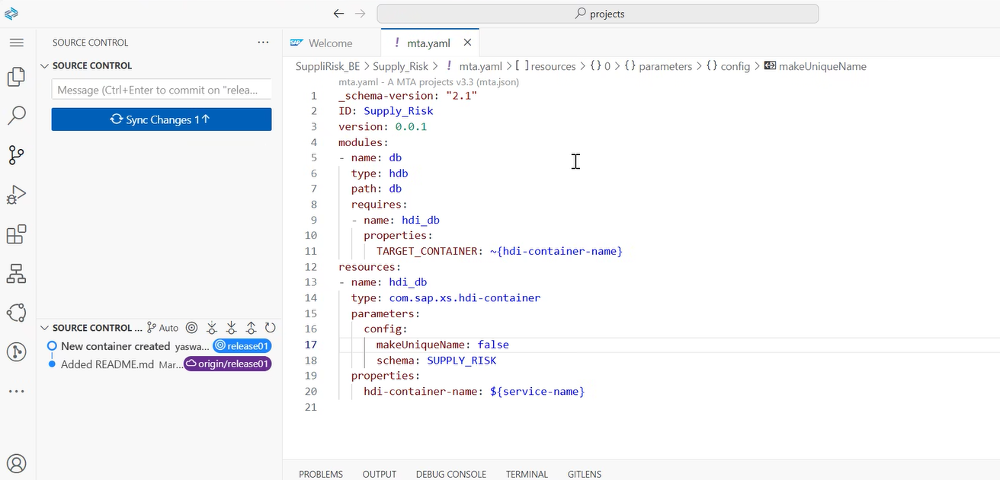 projects
SOURCE CONTROL
SOURCE CONTROL
Message (Ctrl+Enter to commit on "relea...
Sync Changes 1↑
SOURCE CONTROL ...
Auto
New container created yaswa... release01
Added README.md Mar... origin/release01
SAP Welcome
! mta.yaml ×
SuppliRisk_BE > Supply_Risk > ! mta.yaml > [ ] resources > {} 0 > {} parameters > {} config > makeUniqueName
mta.yaml - A MTA projects v3.3 (mta.json)
1 _schema-version: "2.1"
2 ID: Supply_Risk
3 version: 0.0.1
4 modules:
5 - name: db
6 type: hdb
7 path: db
8 requires:
9 - name: hdi_db
10 properties:
11 TARGET_CONTAINER: ~{hdi-container-name}
12 resources:
13 - name: hdi_db
14 type: com.sap.xs.hdi-container
15 parameters:
16 config:
17 makeUniqueName: false
18 schema: SUPPLY_RISK
19 properties:
20 hdi-container-name: ${service-name}
21
PROBLEMS OUTPUT DEBUG CONSOLE TERMINAL GITLENS